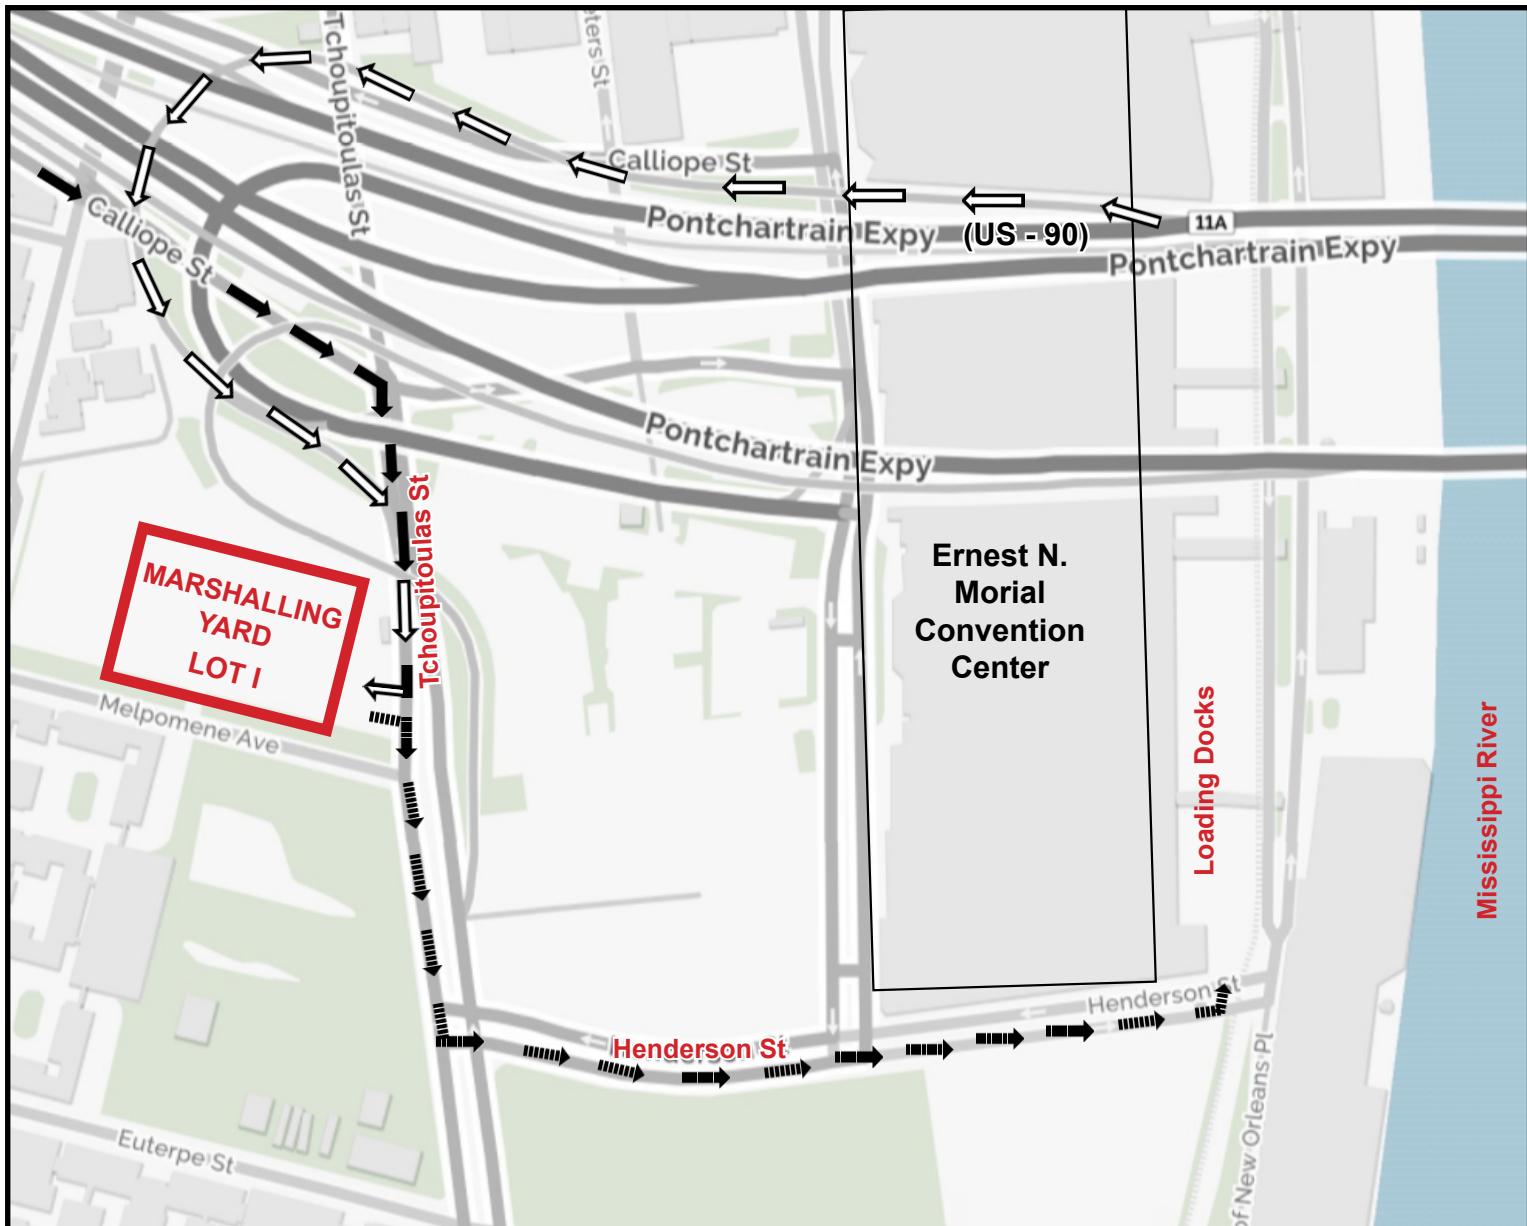 Tchoupitoulas St
eters St
Calliope St
Pontchartrain Expy
(US - 90)
11A
Pontchartrain Expy
Calliope St
Pontchartrain Expy
Tchoupitoulas St
MARSHALLING
YARD
LOT I
Ernest N.
Morial
Convention
Center
Melpomene Ave
Loading Docks
Mississippi River
Henderson St
Henderson St
Euterpe St
of New Orleans Pl